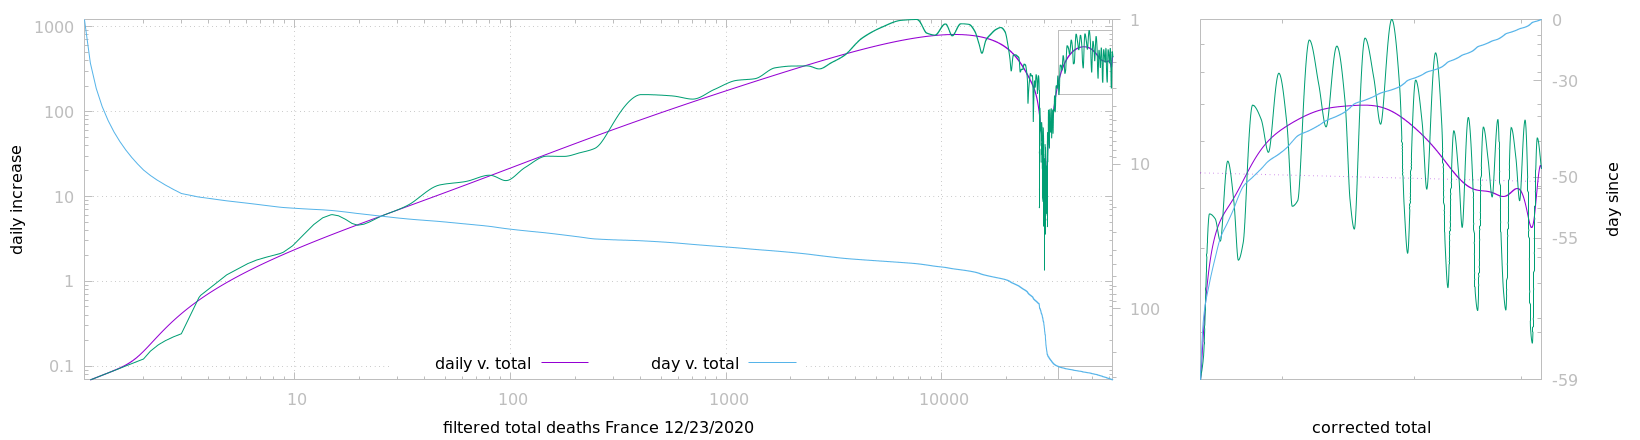 daily increase
1000
100
10
1
0.1
daily v. total
day v. total
10
100
1000
10000
filtered total deaths France 12/23/2020
1
10
100
0
-30
-50
-55
-59
day since
corrected total